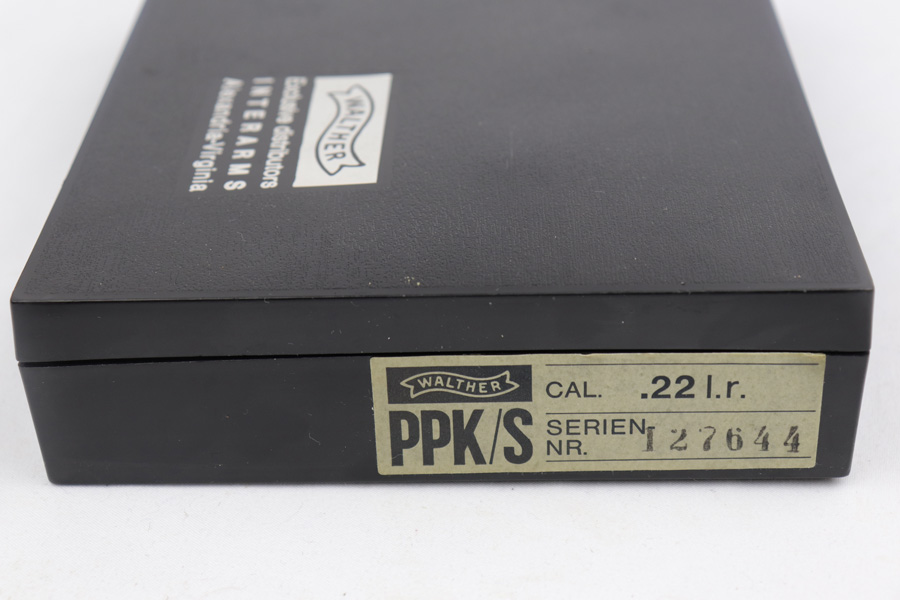 WALTHER
Exclusive distributors
INTERARMS
Alexandria-Virginia
WALTHER
PPK/S
CAL. .22 l.r.
SERIEN
NR. 127644